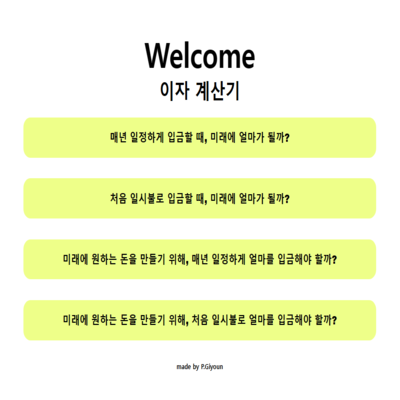 Welcome
이자 계산기
매년 일정하게 입금할 때, 미래에 얼마가 될까?
처음 일시불로 입금할 때, 미래에 얼마가 될까?
미래에 원하는 돈을 만들기 위해, 매년 일정하게 얼마를 입금해야 할까?
미래에 원하는 돈을 만들기 위해, 처음 일시불로 얼마를 입금해야 할까?
made by P.Giyoun